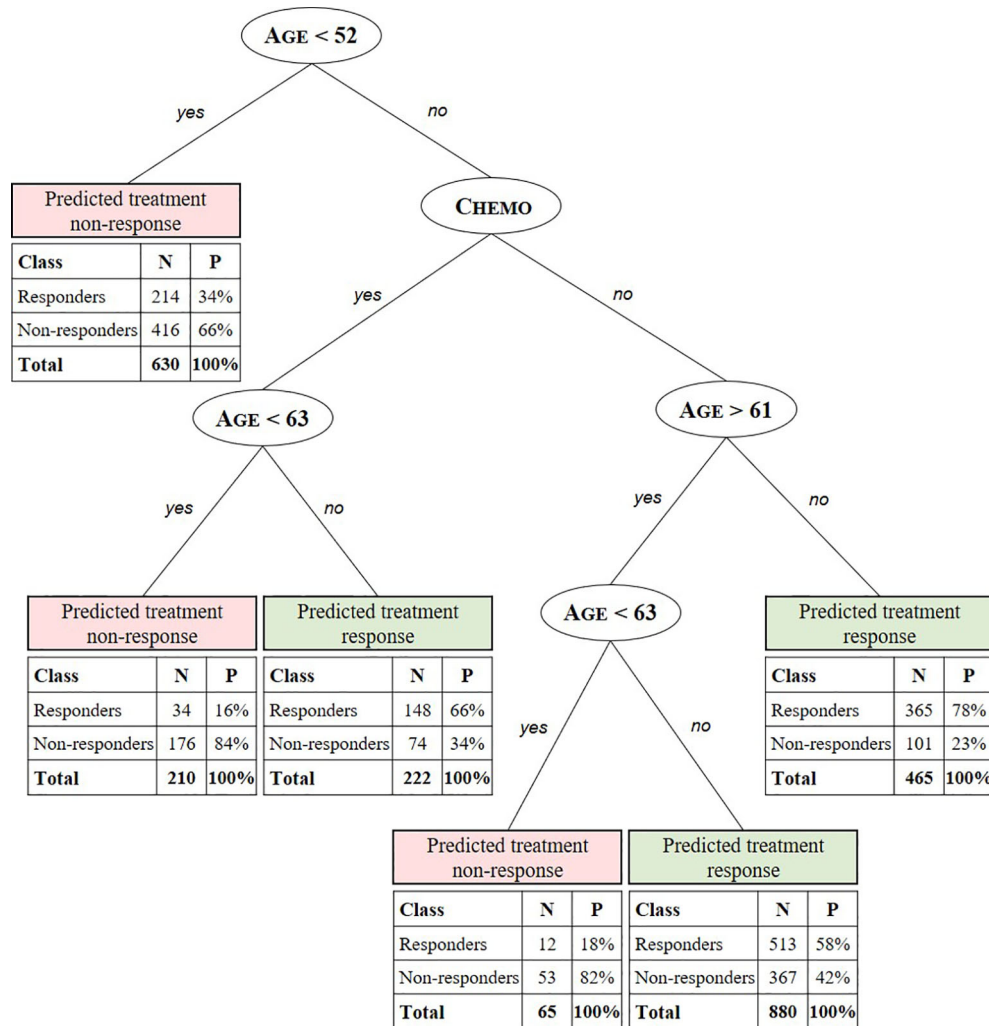 AGE < 52
yes
no
Predicted treatment
non-response
Class N P
Responders 214 34%
Non-responders 416 66%
Total 630 100%
CHEMO
yes
no
AGE < 63
yes
no
Predicted treatment
non-response
Class N P
Responders 34 16%
Non-responders 176 84%
Total 210 100%
Predicted treatment
response
Class N P
Responders 148 66%
Non-responders 74 34%
Total 222 100%
AGE > 61
yes
no
AGE < 63
yes
no
Predicted treatment
non-response
Class N P
Responders 12 18%
Non-responders 53 82%
Total 65 100%
Predicted treatment
response
Class N P
Responders 513 58%
Non-responders 367 42%
Total 880 100%
Predicted treatment
response
Class N P
Responders 365 78%
Non-responders 101 23%
Total 465 100%